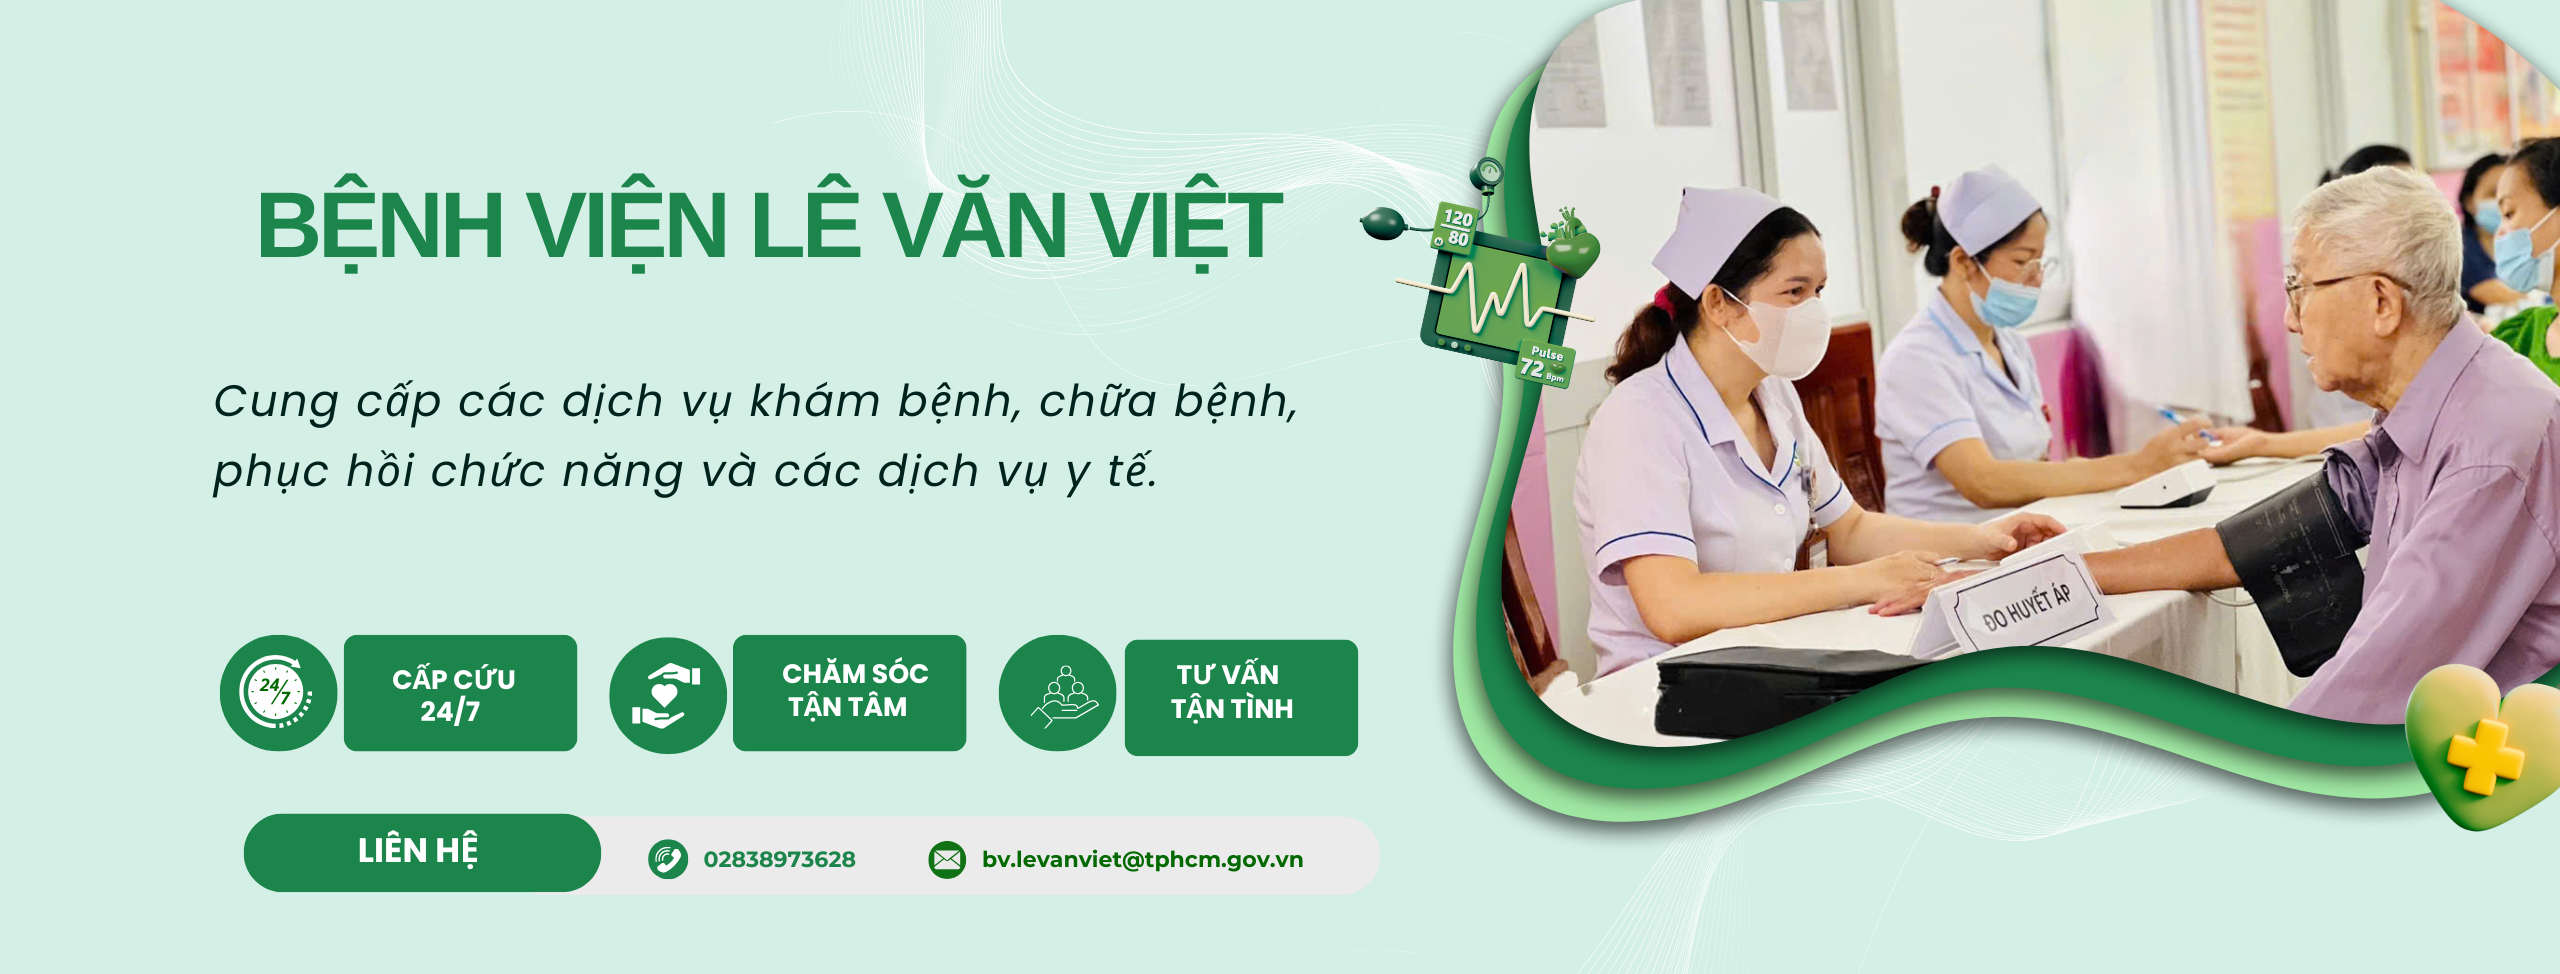 BỆNH VIỆN LÊ VĂN VIỆT
Cung cấp các dịch vụ khám bệnh, chữa bệnh,
phục hồi chức năng và các dịch vụ y tế.
120
80
Pulse
72 Bpm
ĐO HUYẾT ÁP
24/7
CẤP CỨU
24/7
CHĂM SÓC
TẬN TÂM
TƯ VẤN
TẬN TÌNH
LIÊN HỆ
02838973628
bv.levanviet@tphcm.gov.vn